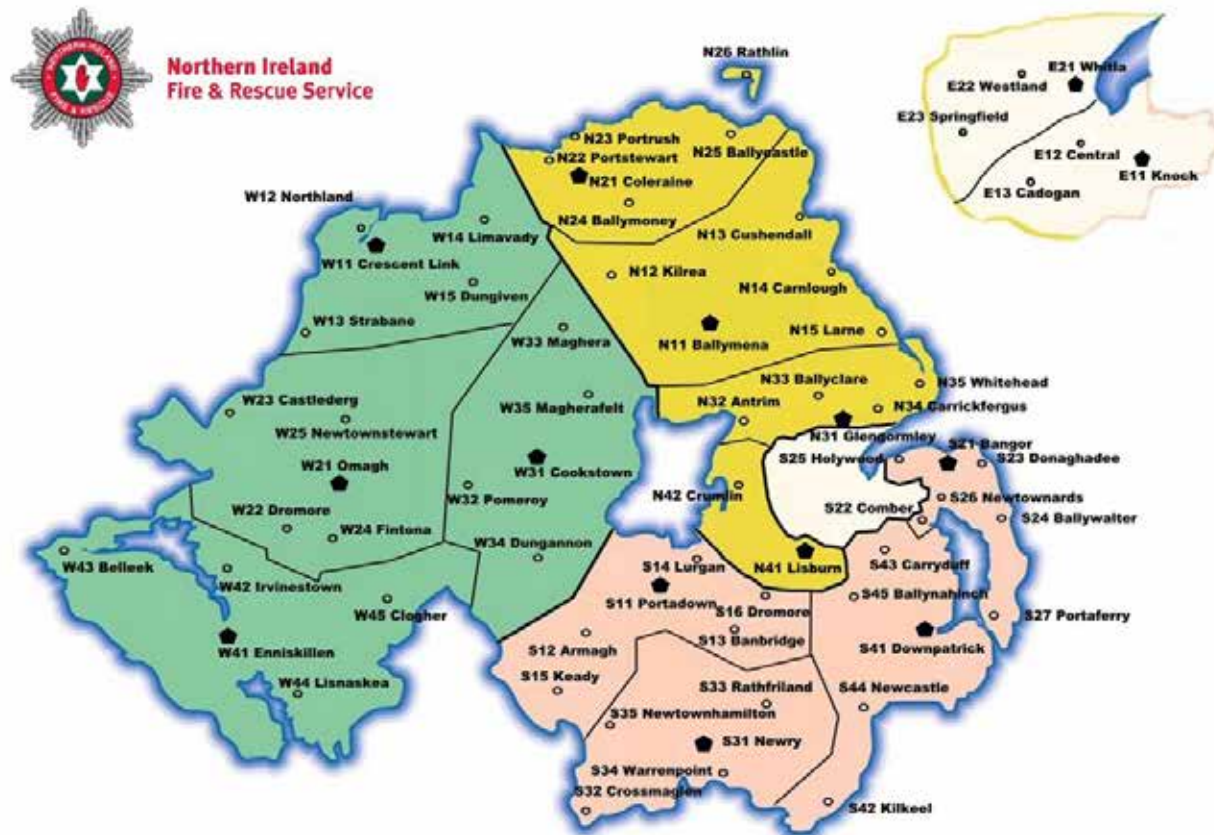 NORTHERN IRELAND
FIRE & RESCUE
Northern Ireland
Fire & Rescue Service
N26 Rathlin
E21 Whitla
E22 Westland
E23 Springfield
E12 Central
E11 Knock
E13 Cadogan
N23 Portrush
N22 Portstewart
N25 Ballycastle
N21 Coleraine
N24 Ballymoney
N13 Cushendall
W12 Northland
W14 Limavady
W11 Crescent Link
N12 Kilrea
N14 Carnlough
W15 Dungiven
W13 Strabane
W33 Maghera
N15 Larne
N11 Ballymena
N33 Ballyclare
N35 Whitehead
W23 Castlederg
W35 Magherafelt
N32 Antrim
N34 Carrickfergus
W25 Newtownstewart
N31 Glengormley
S21 Bangor
S25 Holywood
S23 Donaghadee
W21 Omagh
W31 Cookstown
W32 Pomeroy
N42 Crumlin
S26 Newtownards
S22 Comber
S24 Ballywalter
W22 Dromore
W24 Fintona
W34 Dungannon
S14 Lurgan
N41 Lisburn
S43 Carryduff
W43 Belleek
W42 Irvinestown
S11 Portadown
S16 Dromore
S45 Ballynahinch
W45 Clogher
S27 Portaferry
S13 Banbridge
S12 Armagh
S41 Downpatrick
W41 Enniskillen
S15 Keady
W44 Lisnaskea
S33 Rathfriland
S44 Newcastle
S35 Newtownhamilton
S31 Newry
S34 Warrenpoint
S32 Crossmaglen
S42 Kilkeel